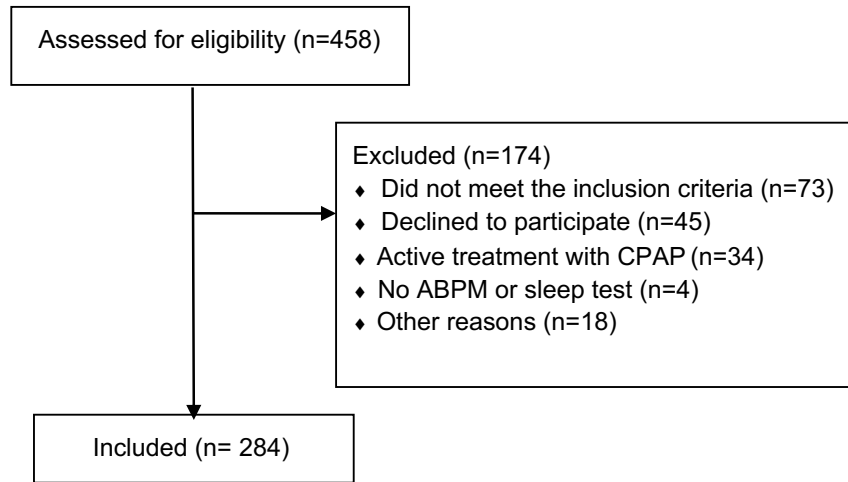 Assessed for eligibility (n=458)
Excluded (n=174)
♦ Did not meet the inclusion criteria (n=73)
♦ Declined to participate (n=45)
♦ Active treatment with CPAP (n=34)
♦ No ABPM or sleep test (n=4)
♦ Other reasons (n=18)
Included (n= 284)